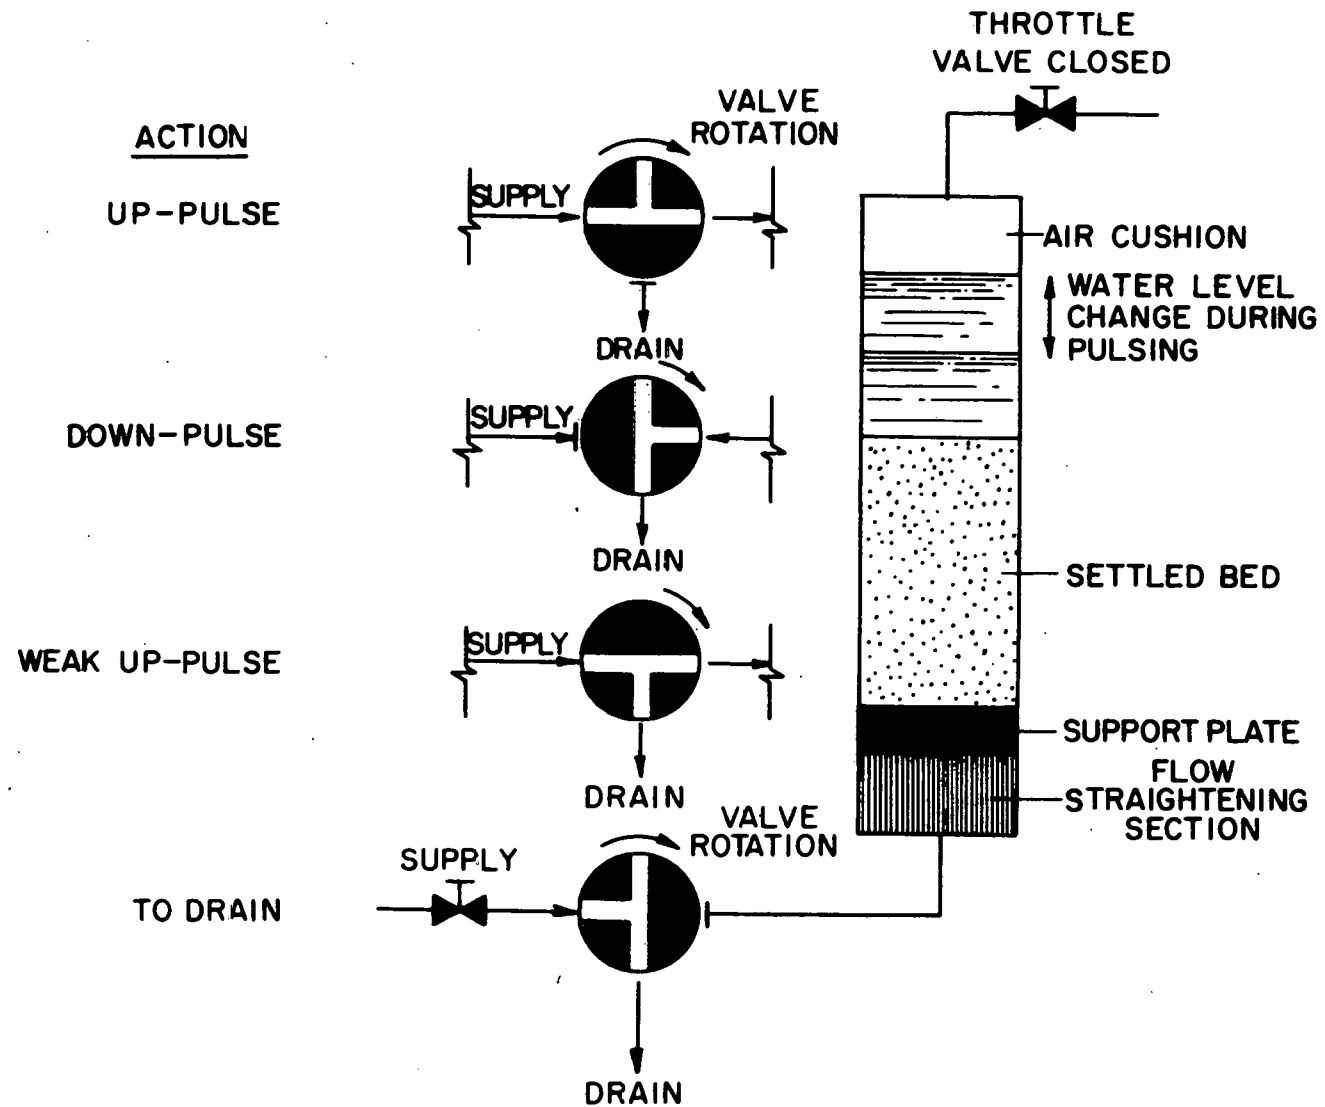 THROTTLE
VALVE CLOSED
VALVE
ROTATION
ACTION
UP-PULSE
SUPPLY
AIR CUSHION
WATER LEVEL
CHANGE DURING
PULSING
DRAIN
DOWN-PULSE
SUPPLY
DRAIN
SETTLED BED
WEAK UP-PULSE
SUPPLY
DRAIN
SUPPORT PLATE
FLOW
STRAIGHTENING
SECTION
VALVE
ROTATION
SUPPLY
TO DRAIN
DRAIN